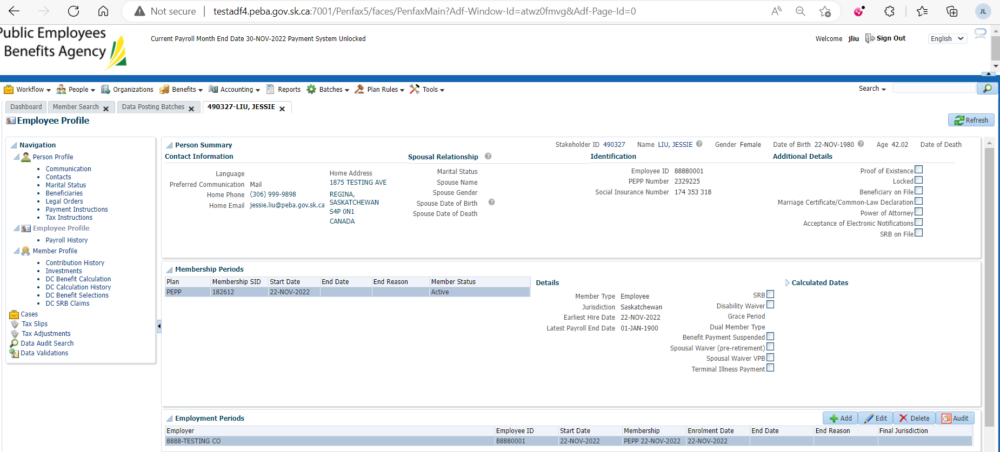 Not secure | testadf4.peba.gov.sk.ca:7001/Penfax5/faces/PenfaxMain?Adf-Window-Id=atwz0fmvg&Adf-Page-Id=0
JL
Public Employees
Benefits Agency
Current Payroll Month End Date 30-NOV-2022 Payment System Unlocked
Welcome jliu Sign Out English
Workflow People Organizations Benefits Accounting Reports Batches Plan Rules Tools Search
Dashboard Member Search Data Posting Batches 490327-LIU, JESSIE
Employee Profile
Refresh
Navigation
Person Profile
Communication
Contacts
Marital Status
Beneficiaries
Legal Orders
Payment Instructions
Tax Instructions
Employee Profile
Payroll History
Member Profile
Contribution History
Investments
DC Benefit Calculation
DC Calculation History
DC Benefit Selections
DC SRB Claims
Cases
Tax Slips
Tax Adjustments
Data Audit Search
Data Validations
Person Summary
Stakeholder ID 490327 Name LIU, JESSIE Gender Female Date of Birth 22-NOV-1980 Age 42.02 Date of Death
Contact Information
Language
Preferred Communication Mail
Home Phone (306) 999-9898
Home Email jessie.liu@peba.gov.sk.ca
Home Address
1875 TESTING AVE
REGINA,
SASKATCHEWAN
S4P 0N1
CANADA
Spousal Relationship
Marital Status
Spouse Name
Spouse Gender
Spouse Date of Birth
Spouse Date of Death
Identification
Employee ID 88880001
PEPP Number 2329225
Social Insurance Number 174 353 318
Additional Details
Proof of Existence
Locked
Beneficiary on File
Marriage Certificate/Common-Law Declaration
Power of Attorney
Acceptance of Electronic Notifications
SRB on File
Membership Periods
Plan Membership SID Start Date End Date End Reason Member Status
PEPP 182612 22-NOV-2022 Active
Details
Member Type Employee
Jurisdiction Saskatchewan
Earliest Hire Date 22-NOV-2022
Latest Payroll End Date 01-JAN-1900
SRB
Disability Waiver
Grace Period
Dual Member Type
Benefit Payment Suspended
Spousal Waiver (pre-retirement)
Spousal Waiver VPB
Terminal Illness Payment
Calculated Dates
Employment Periods
Add Edit Delete Audit
Employer Employee ID Start Date Membership Enrolment Date End Date End Reason Final Jurisdiction
8888-TESTING CO 88880001 22-NOV-2022 PEPP 22-NOV-2022 22-NOV-2022